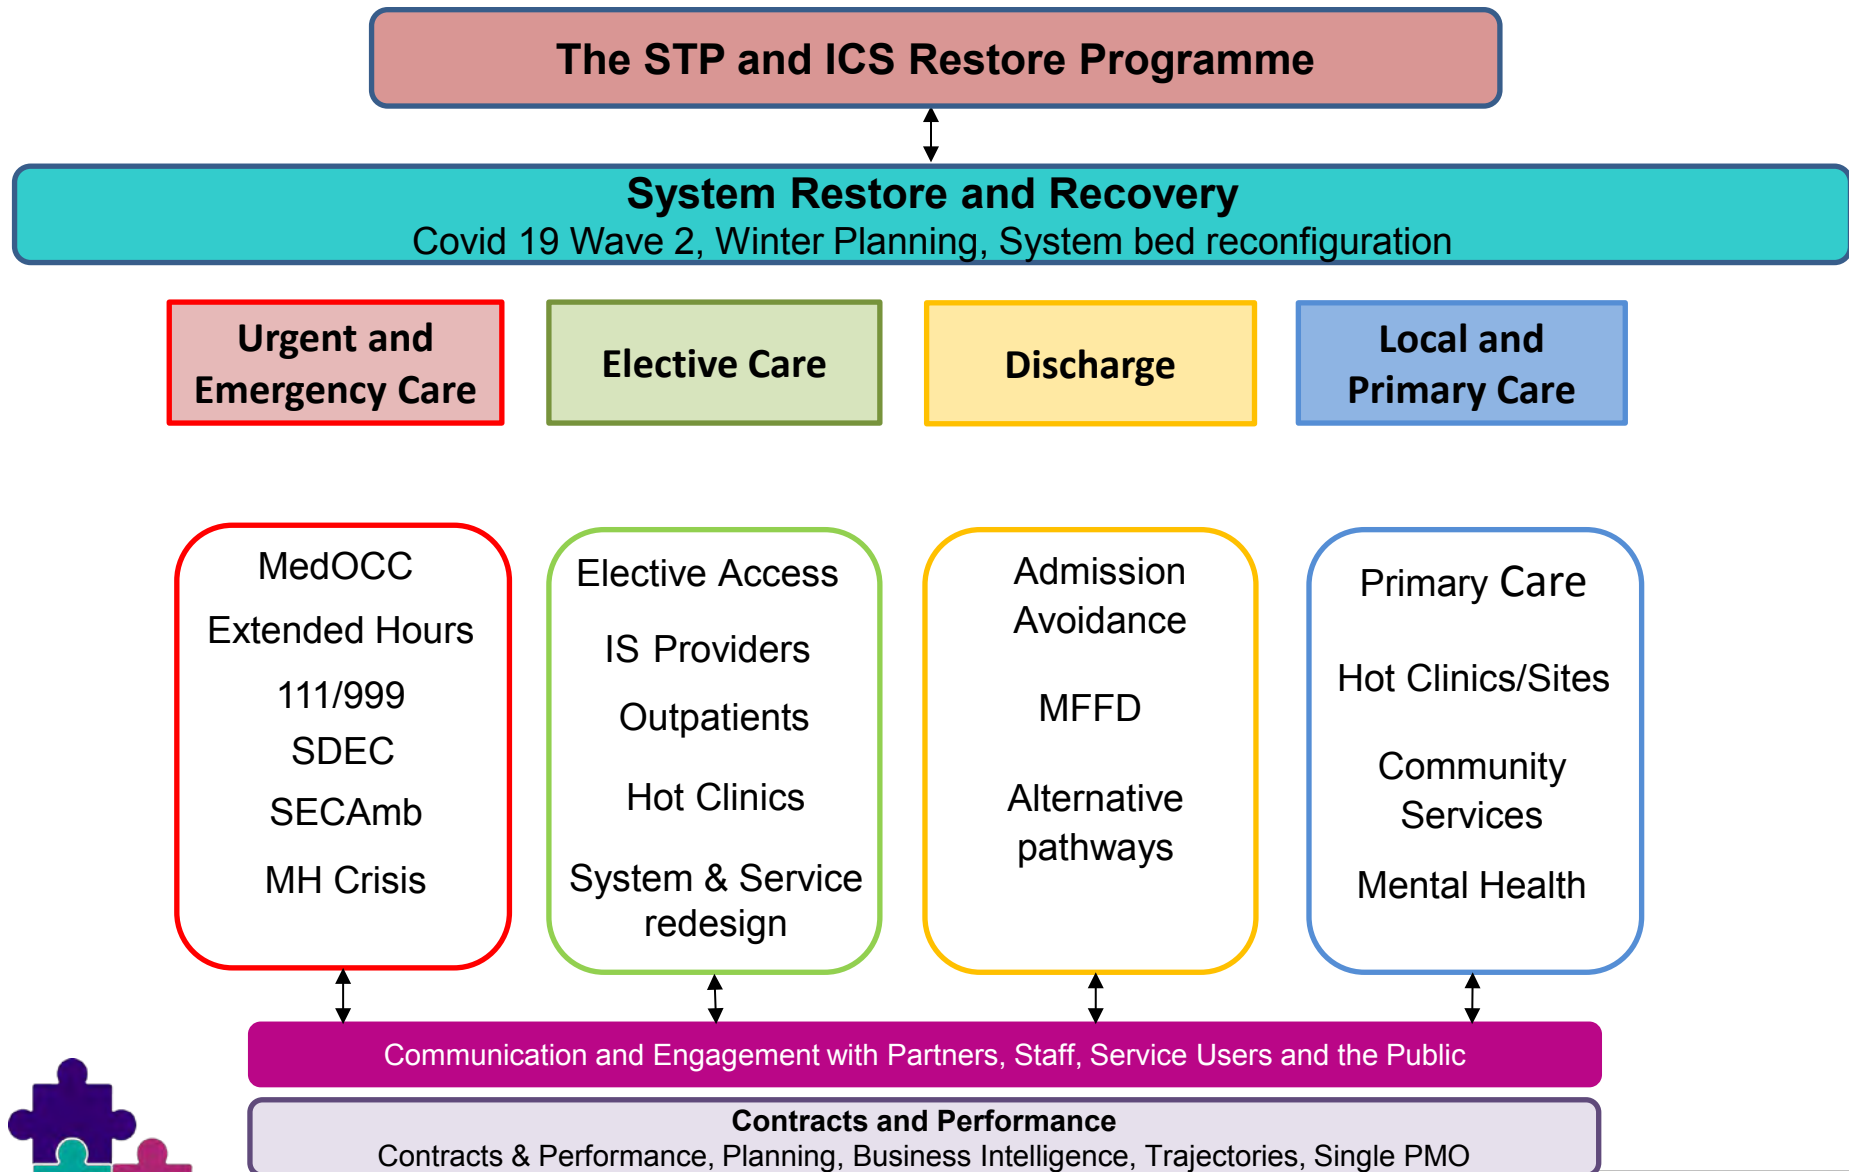 The STP and ICS Restore Programme
System Restore and Recovery
Covid 19 Wave 2, Winter Planning, System bed reconfiguration
Urgent and
Emergency Care
Elective Care
Discharge
Local and
Primary Care
MedOCC
Extended Hours
111/999
SDEC
SECAmb
MH Crisis
Elective Access
IS Providers
Outpatients
Hot Clinics
System & Service
redesign
Admission
Avoidance
MFFD
Alternative
pathways
Primary Care
Hot Clinics/Sites
Community
Services
Mental Health
Communication and Engagement with Partners, Staff, Service Users and the Public
Contracts and Performance
Contracts & Performance, Planning, Business Intelligence, Trajectories, Single PMO